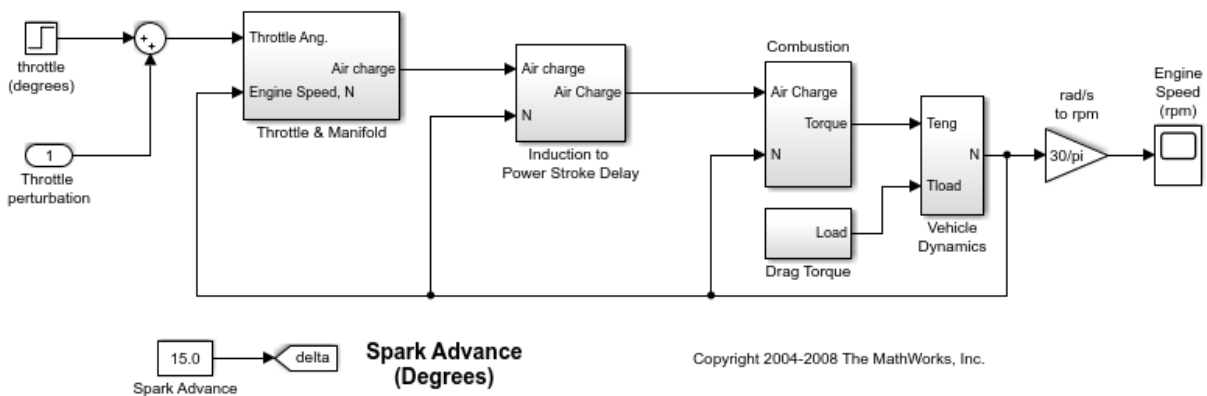 throttle
(degrees)
+
+
1
Throttle
perturbation
Throttle Ang.
Air charge
Engine Speed, N
Throttle & Manifold
Air charge
Air Charge
N
Induction to
Power Stroke Delay
Combustion
Air Charge
Torque
N
Load
Drag Torque
Teng
N
Tload
Vehicle
Dynamics
rad/s
to rpm
30/pi
Engine
Speed
(rpm)
15.0
Spark Advance
delta
Spark Advance
(Degrees)
Copyright 2004-2008 The MathWorks, Inc.